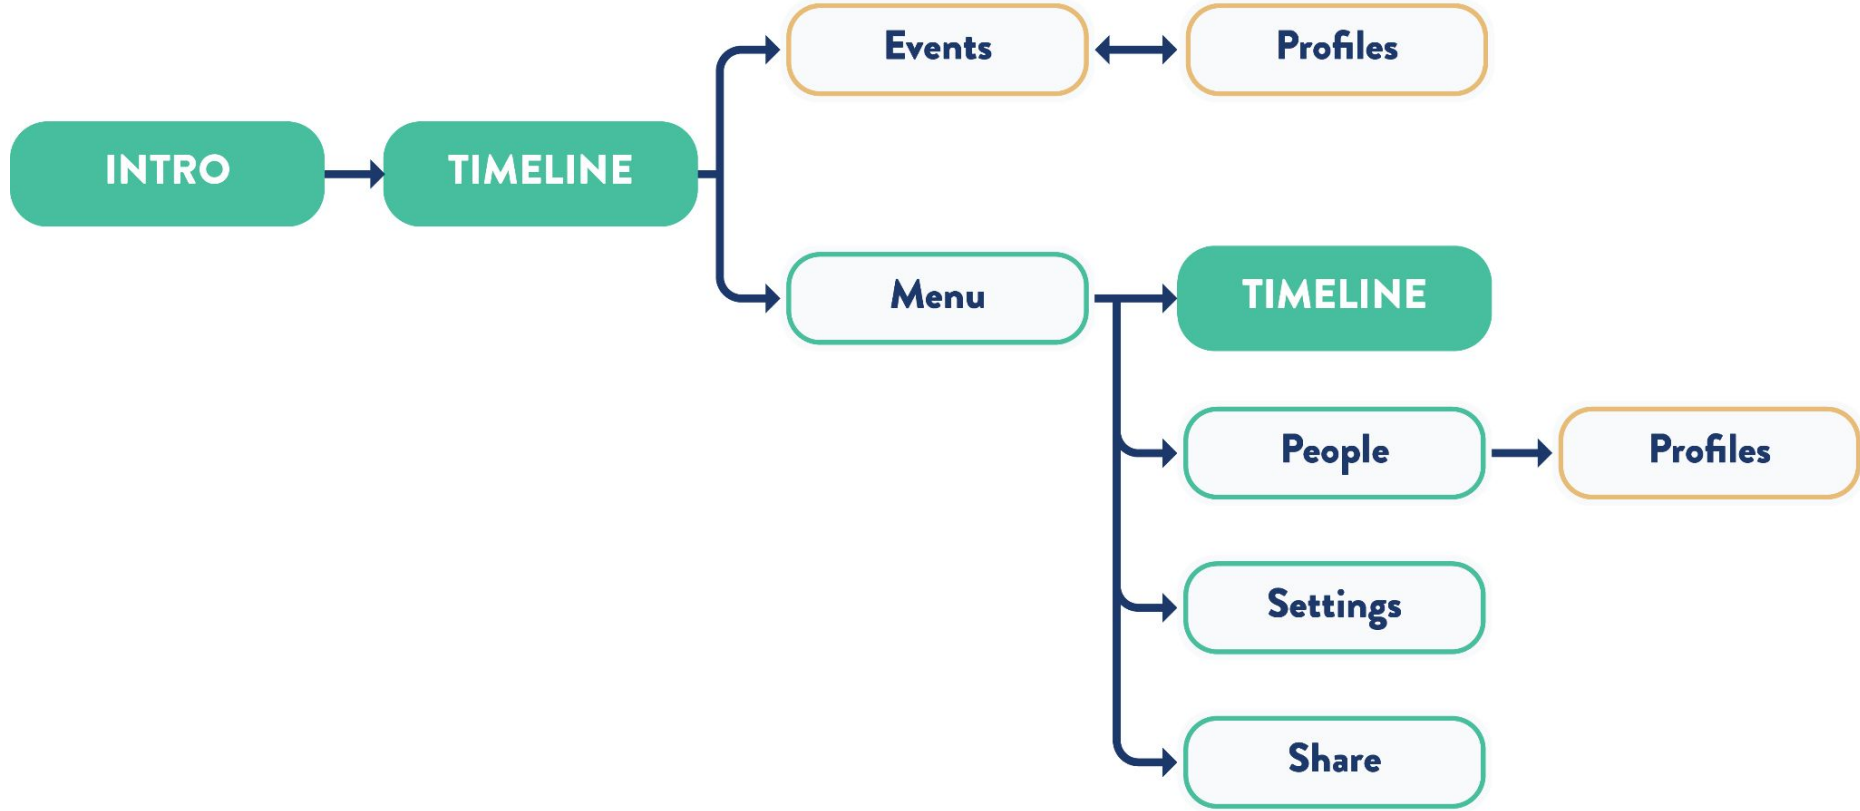 Events
Profiles
INTRO
TIMELINE
Menu
TIMELINE
People
Profiles
Settings
Share